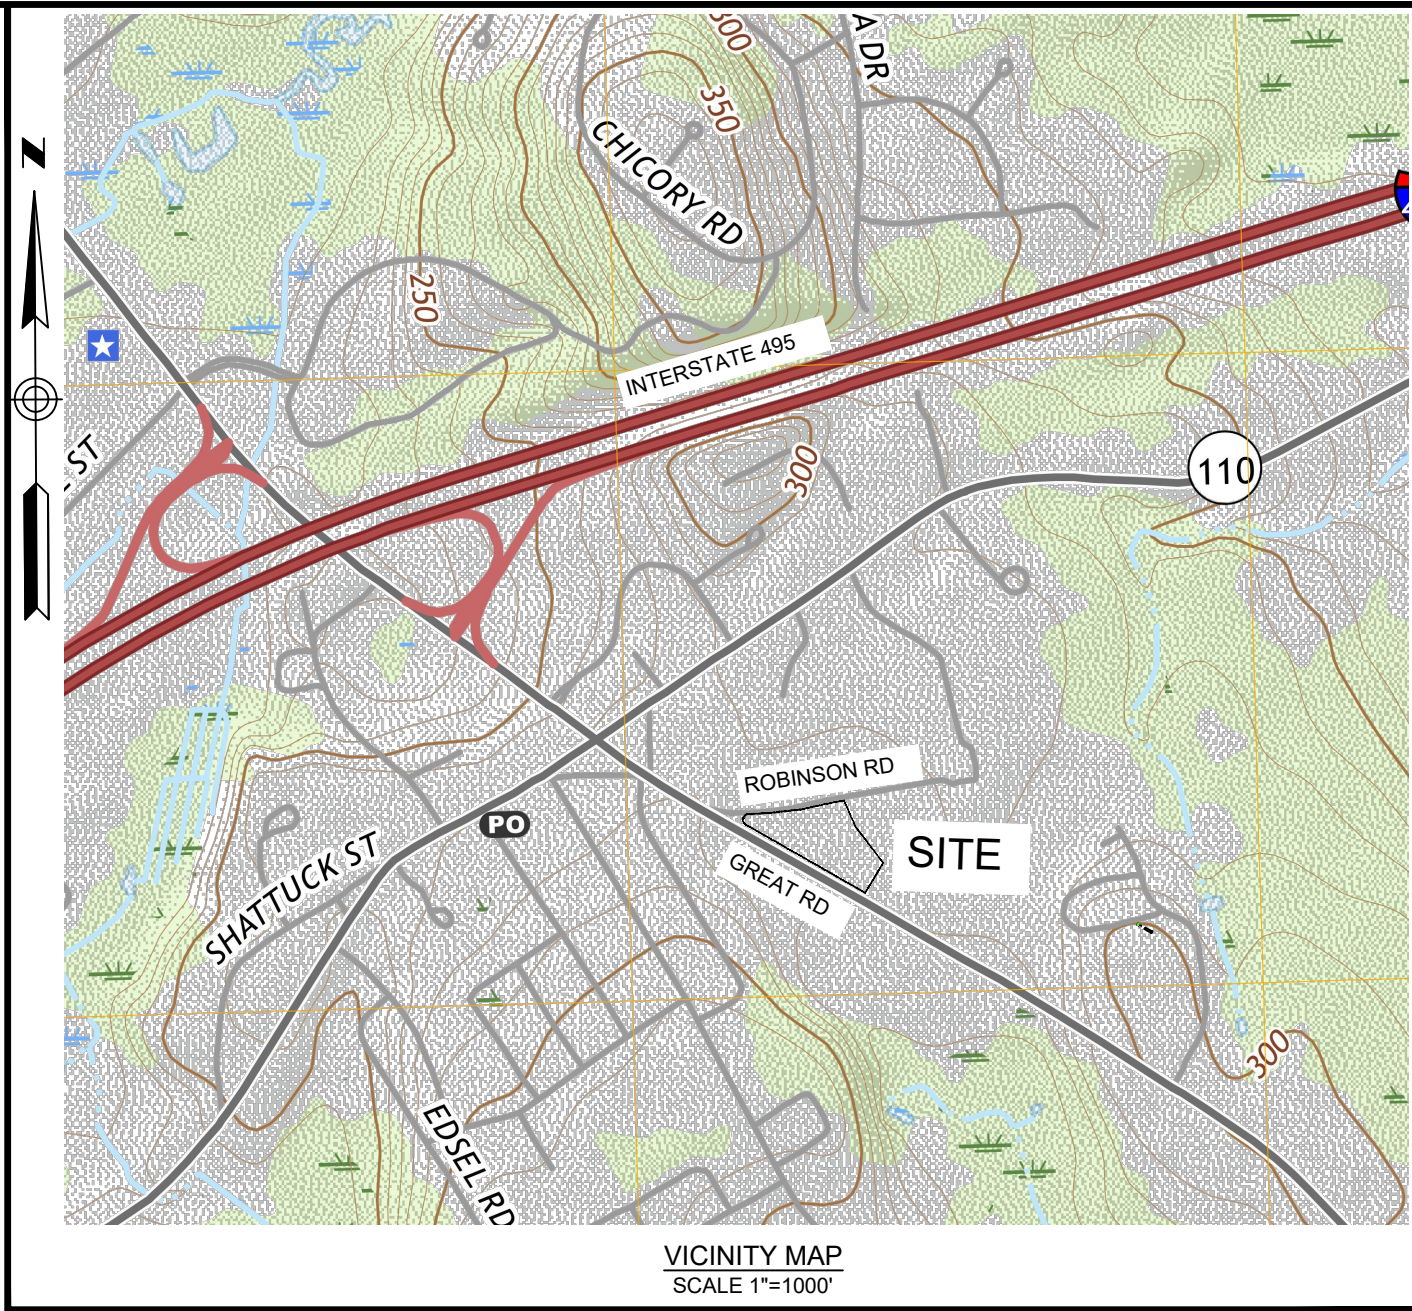 300
A DR
350
CHICORY RD
N
250
INTERSTATE 495
ST
300
110
ROBINSON RD
PO
SITE
SHATTUCK ST
GREAT RD
300
EDSEL RD
VICINITY MAP
SCALE 1"=1000'